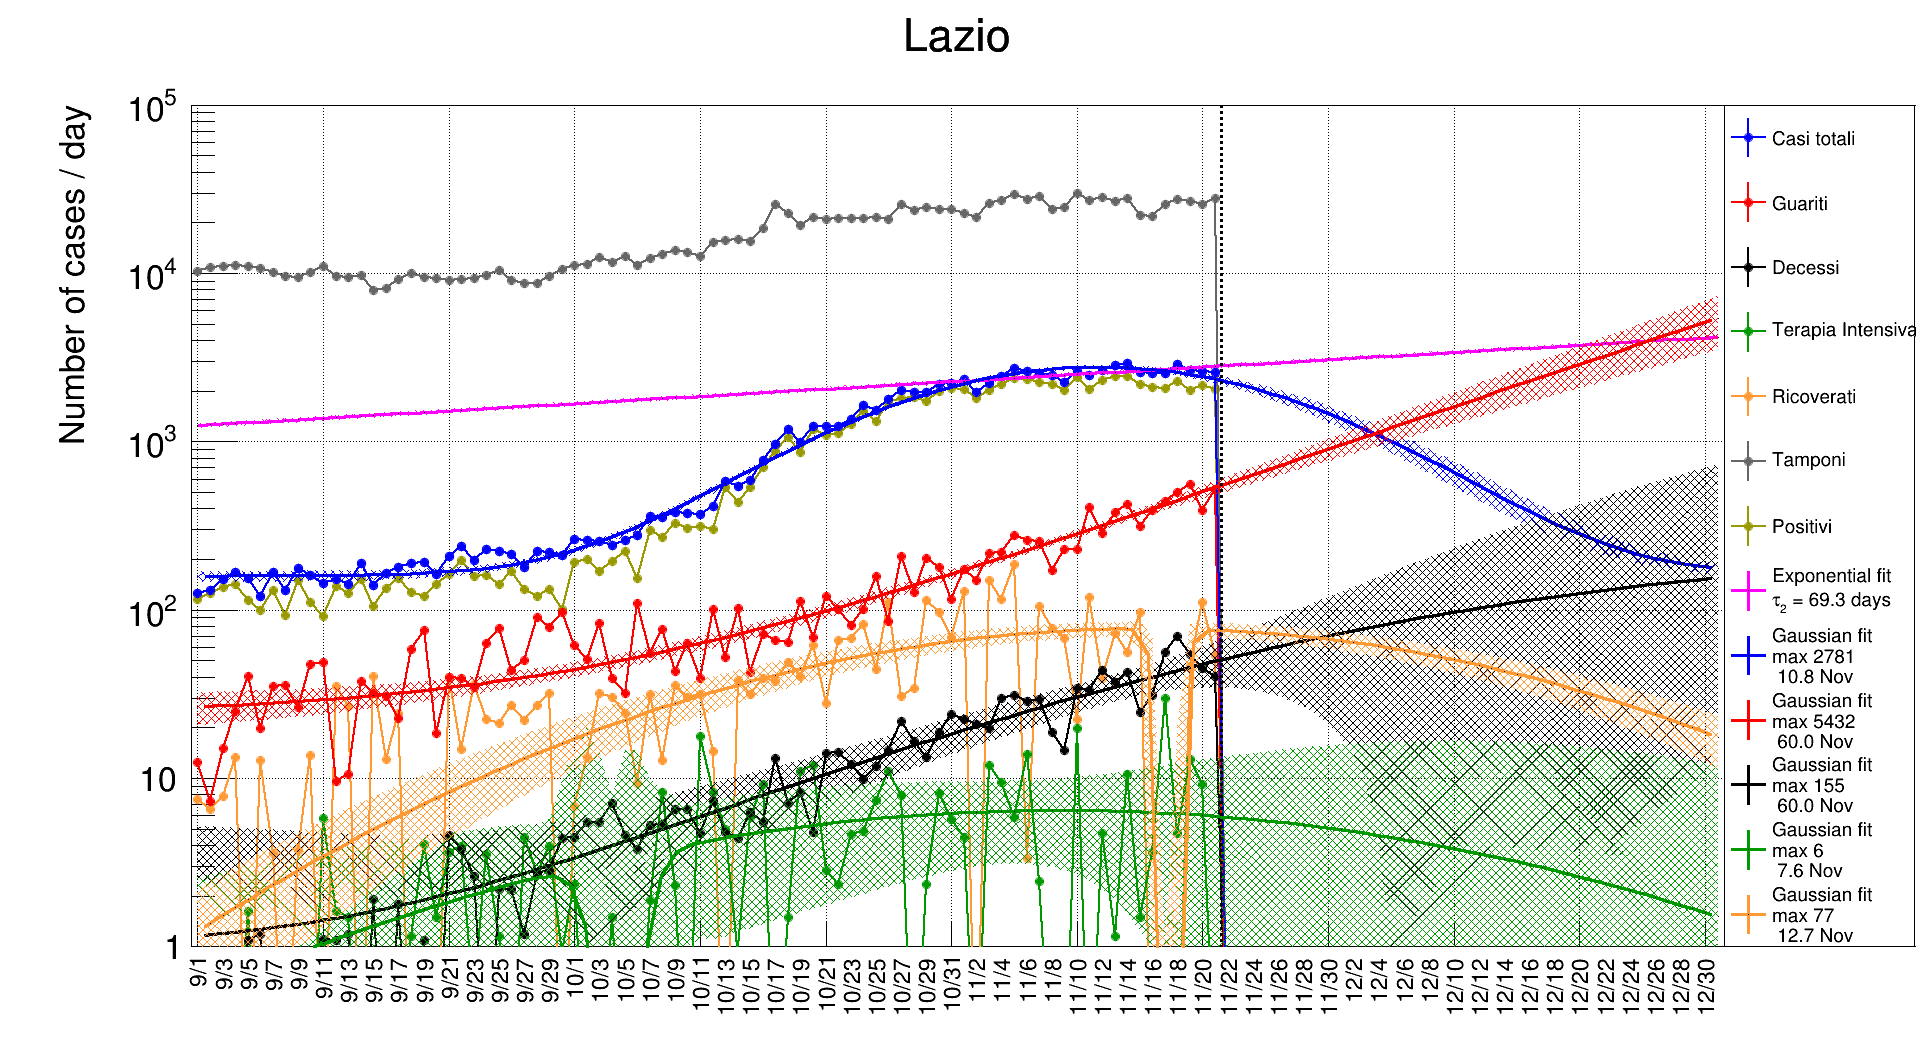 Lazio
Number of cases / day
10^5
10^4
10^3
10^2
10
1
9/1 9/3 9/5 9/7 9/9 9/11 9/13 9/15 9/17 9/19 9/21 9/23 9/25 9/27 9/29 10/1 10/3 10/5 10/7 10/9 10/11 10/13 10/15 10/17 10/19 10/21 10/23 10/25 10/27 10/29 10/31 11/2 11/4 11/6 11/8 11/10 11/12 11/14 11/16 11/18 11/20 11/22 11/24 11/26 11/28 11/30 12/2 12/4 12/6 12/8 12/10 12/12 12/14 12/16 12/18 12/20 12/22 12/24 12/26 12/28 12/30
Casi totali
Guariti
Decessi
Terapia Intensiva
Ricoverati
Tamponi
Positivi
Exponential fit
τ_2 = 69.3 days
Gaussian fit
max 2781
10.8 Nov
Gaussian fit
max 5432
60.0 Nov
Gaussian fit
max 155
60.0 Nov
Gaussian fit
max 6
7.6 Nov
Gaussian fit
max 77
12.7 Nov